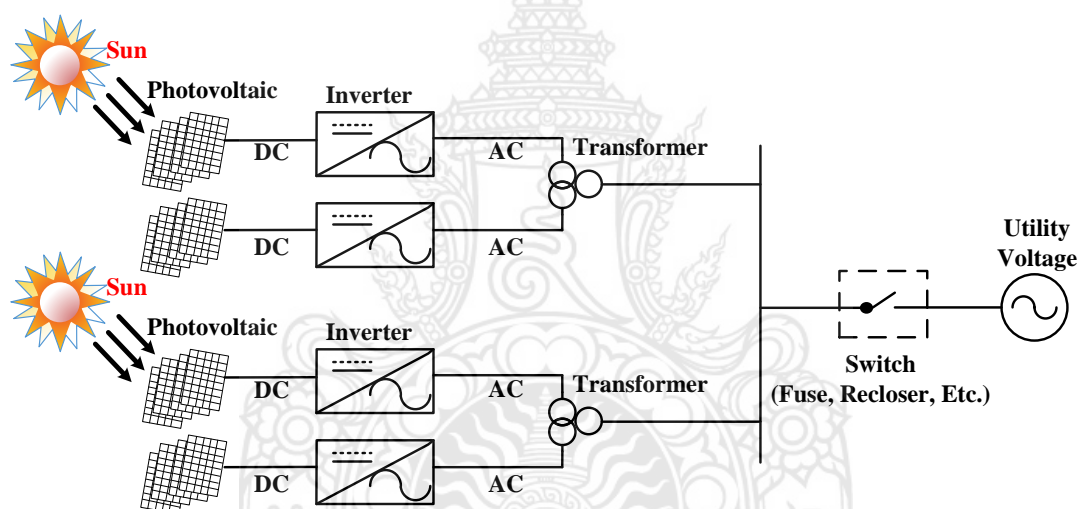 Sun
Photovoltaic
Inverter
DC
AC
Transformer
DC
AC
Sun
Photovoltaic
Inverter
DC
AC
Transformer
DC
AC
Utility
Voltage
Switch
(Fuse, Recloser, Etc.)